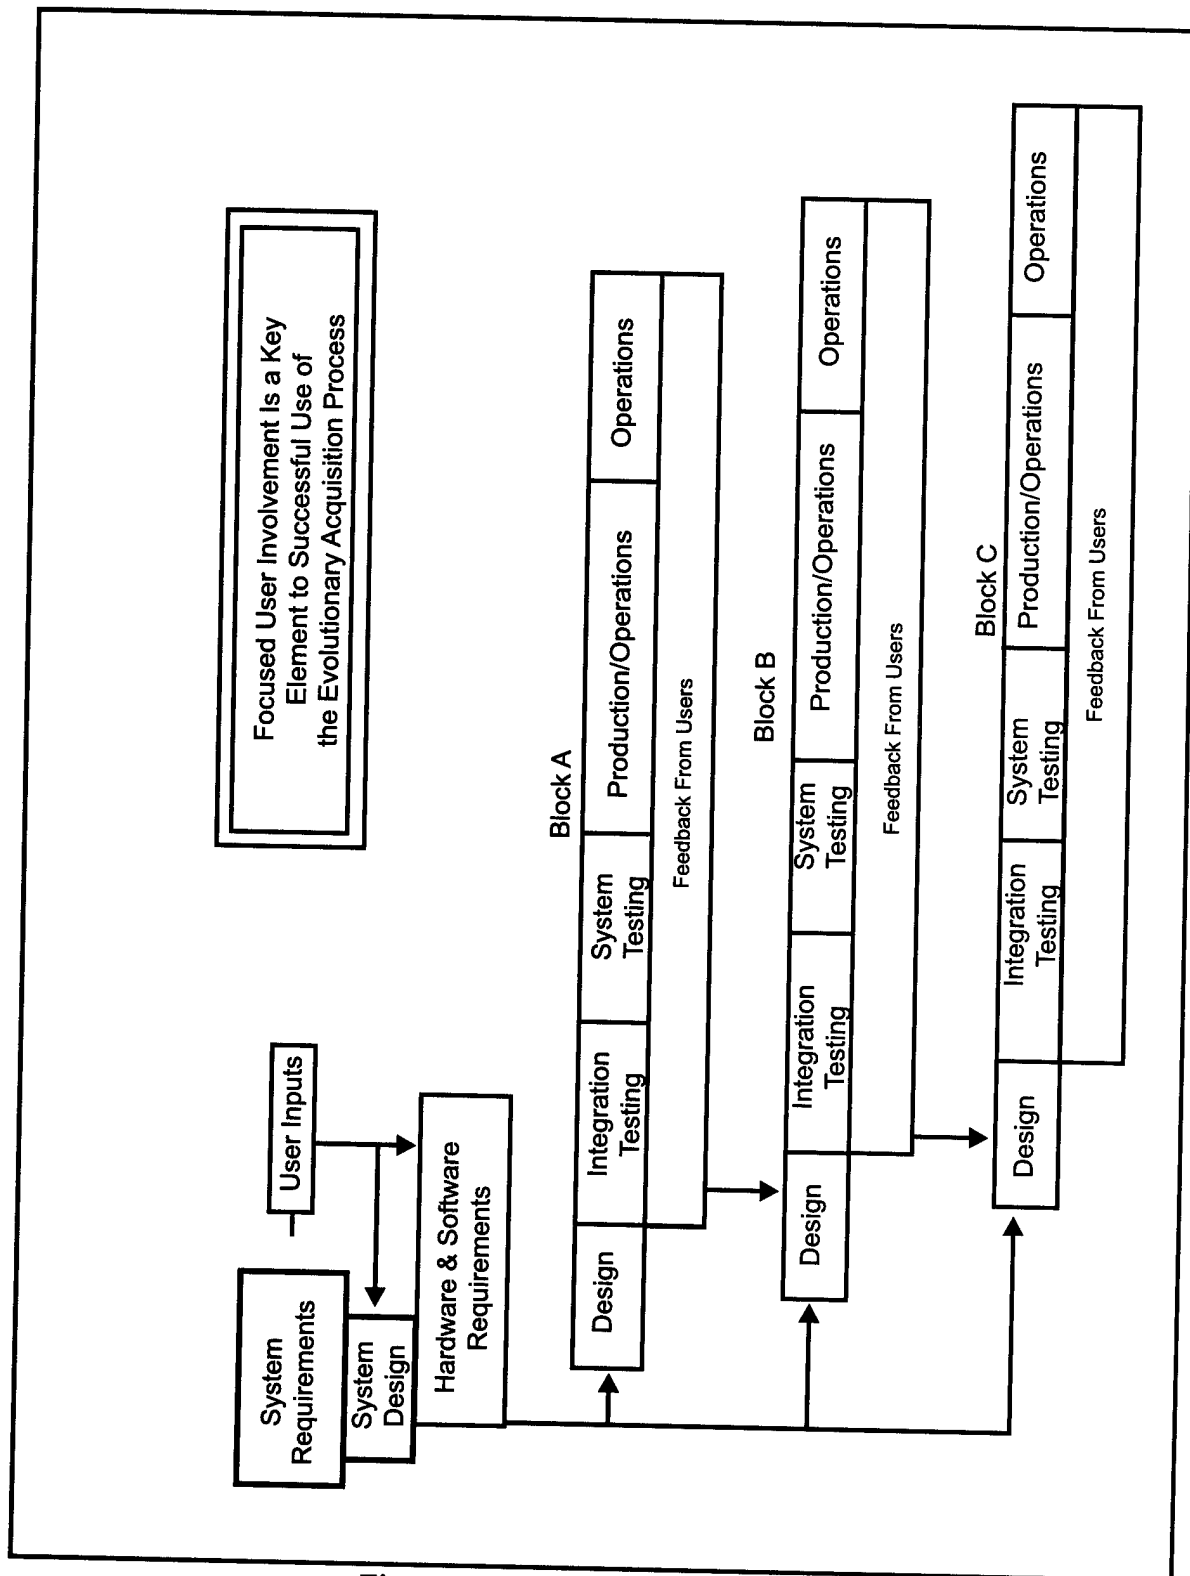 Focused User Involvement Is a Key
Element to Successful Use of
the Evolutionary Acquisition Process
System
Requirements
User Inputs
System
Design
Hardware & Software
Requirements
Block A
Design
Integration
Testing
System
Testing
Production/Operations
Operations
Feedback From Users
Block B
Design
Integration
Testing
System
Testing
Production/Operations
Operations
Feedback From Users
Block C
Design
Integration
Testing
System
Testing
Production/Operations
Operations
Feedback From Users